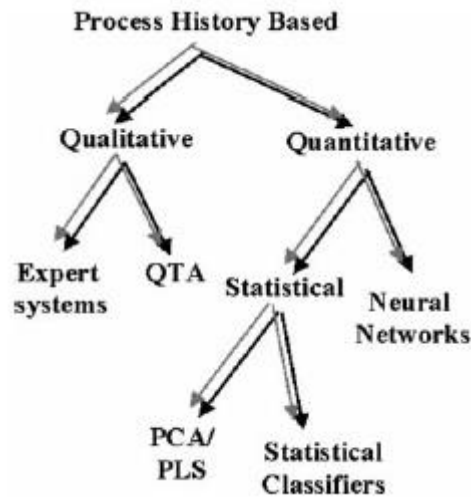 Process History Based
Qualitative
Quantitative
Expert
systems
QTA
Statistical
Neural
Networks
PCA/
PLS
Statistical
Classifiers